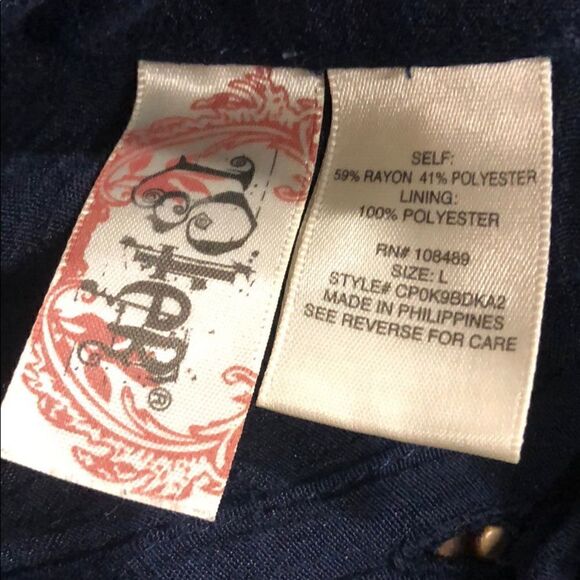 SELF:
59% RAYON 41% POLYESTER
LINING:
100% POLYESTER
RN# 108489
SIZE: L
STYLE# CP0K9BDKA2
MADE IN PHILIPPINES
SEE REVERSE FOR CARE